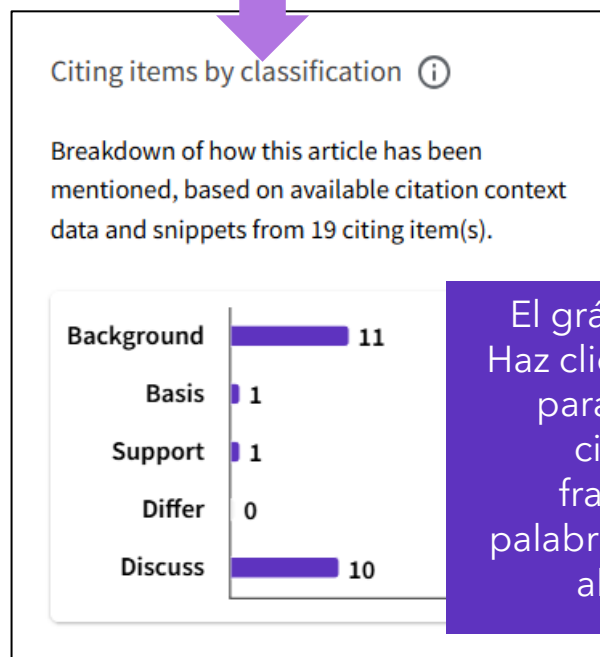 Citing items by classification
Breakdown of how this article has been
mentioned, based on available citation context
data and snippets from 19 citing item(s).
Background 11
Basis 1
Support 1
Differ 0
Discuss 10
El
Haz